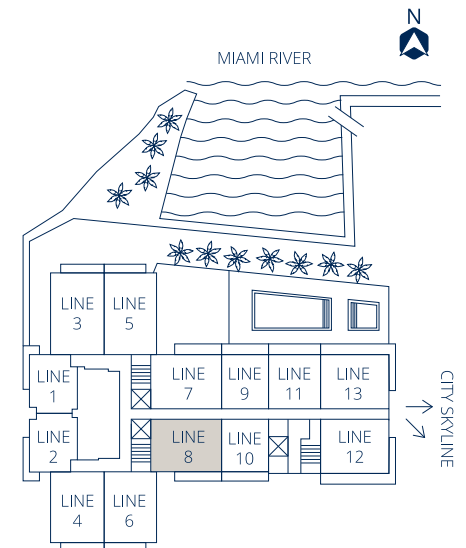 N
MIAMI RIVER
LINE
3
LINE
5
LINE
1
LINE
7
LINE
9
LINE
11
LINE
13
CITY SKYLINE
LINE
2
LINE
8
LINE
10
LINE
12
LINE
4
LINE
6